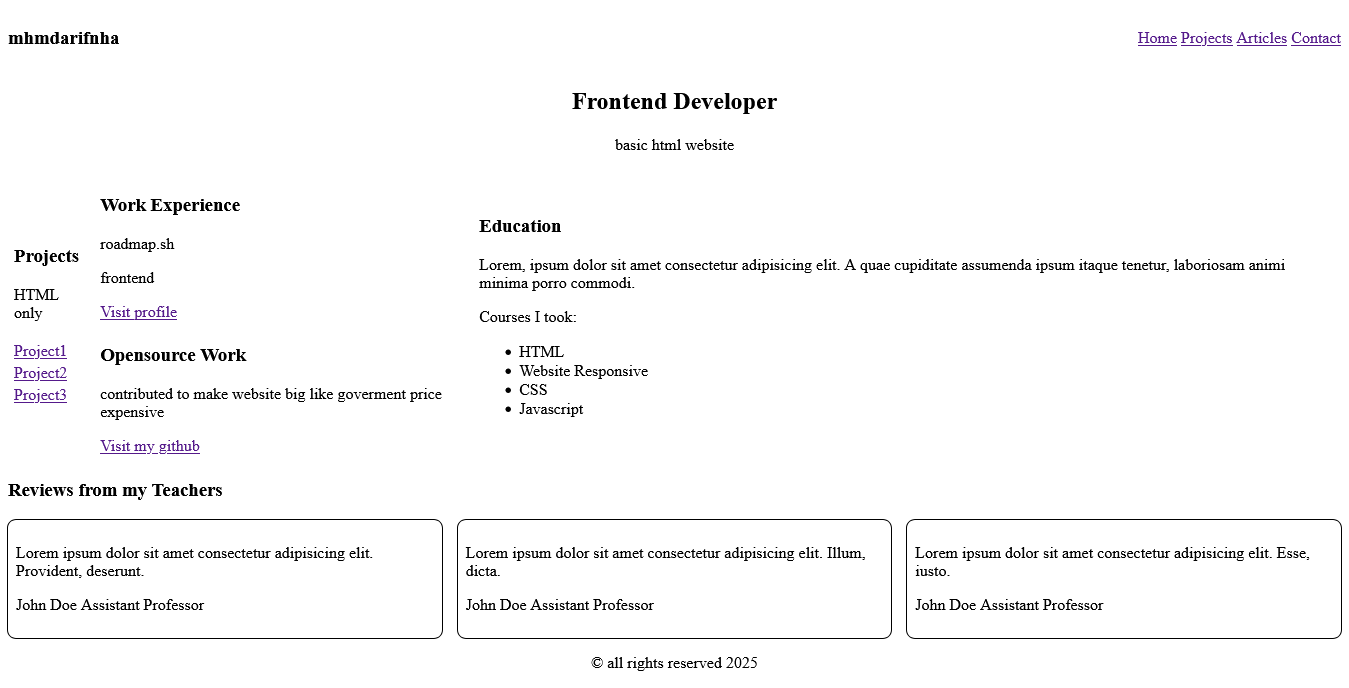 mhmdarifnha
Home Projects Articles Contact
Frontend Developer
basic html website
Projects
HTML
only
Project1
Project2
Project3
Work Experience
roadmap.sh
frontend
Visit profile
Opensource Work
contributed to make website big like goverment price
expensive
Visit my github
Education
Lorem, ipsum dolor sit amet consectetur adipisicing elit. A quae cupiditate assumenda ipsum itaque tenetur, laboriosam animi
minima porro commodi.
Courses I took:
• HTML
• Website Responsive
• CSS
• Javascript
Reviews from my Teachers
Lorem ipsum dolor sit amet consectetur adipisicing elit.
Provident, deserunt.
John Doe Assistant Professor
Lorem ipsum dolor sit amet consectetur adipisicing elit. Illum,
dicta.
John Doe Assistant Professor
Lorem ipsum dolor sit amet consectetur adipisicing elit. Esse,
iusto.
John Doe Assistant Professor
© all rights reserved 2025